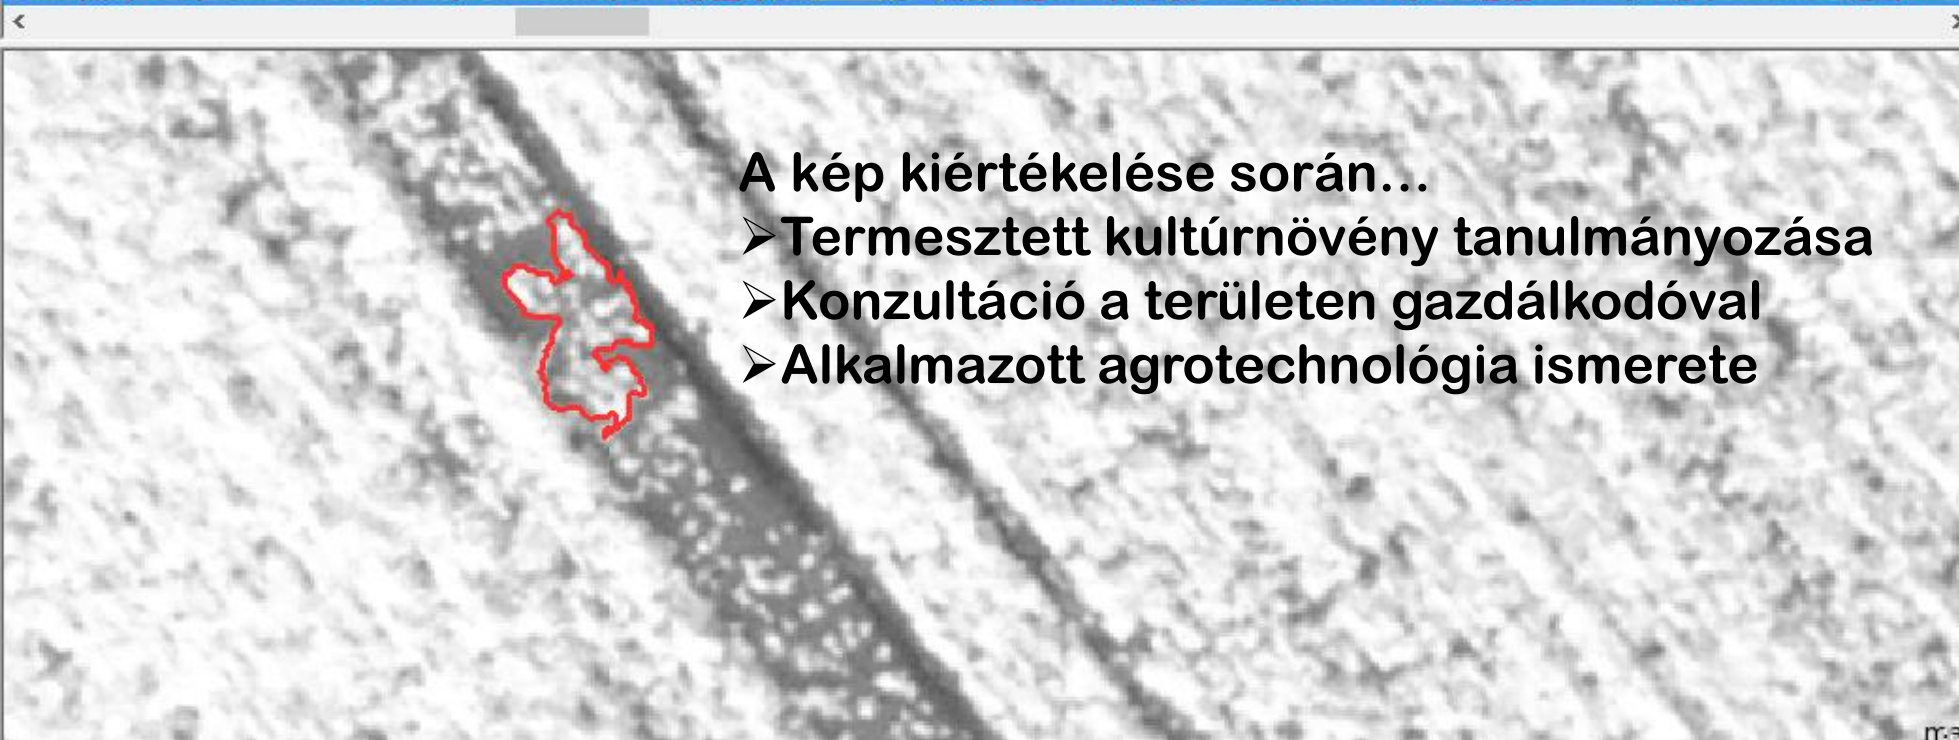 A kép kiértékelése során...
➢Termesztett kultúrnövény tanulmányozása
➢Konzultáció a területen gazdálkodóval
➢Alkalmazott agrotechnológia ismerete